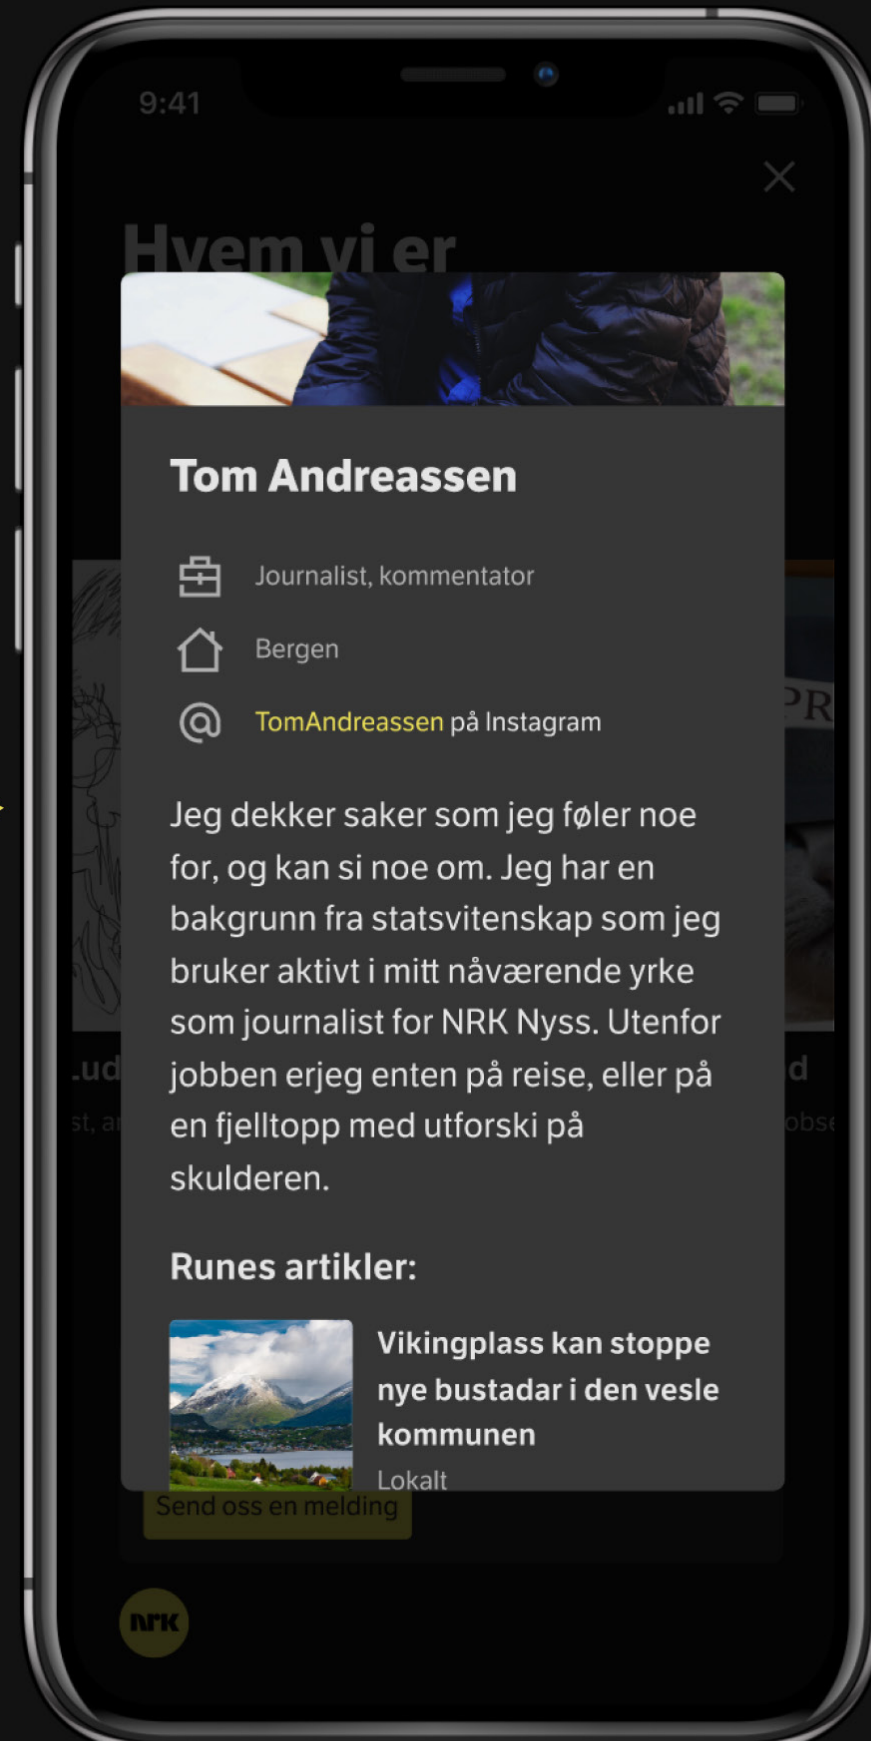 9:41
Hvem vi er
Tom Andreassen
Journalist, kommentator
Bergen
TomAndreassen på Instagram
PR
Jeg dekker saker som jeg føler noe
for, og kan si noe om. Jeg har en
bakgrunn fra statsvitenskap som jeg
bruker aktivt i mitt nåværende yrke
som journalist for NRK Nyss. Utenfor
jobben erjeg enten på reise, eller på
en fjelltopp med utforski på
skulderen.
Runes artikler:
Vikingplass kan stoppe
nye bustadar i den vesle
kommunen
Lokalt
Send oss en melding
nrk